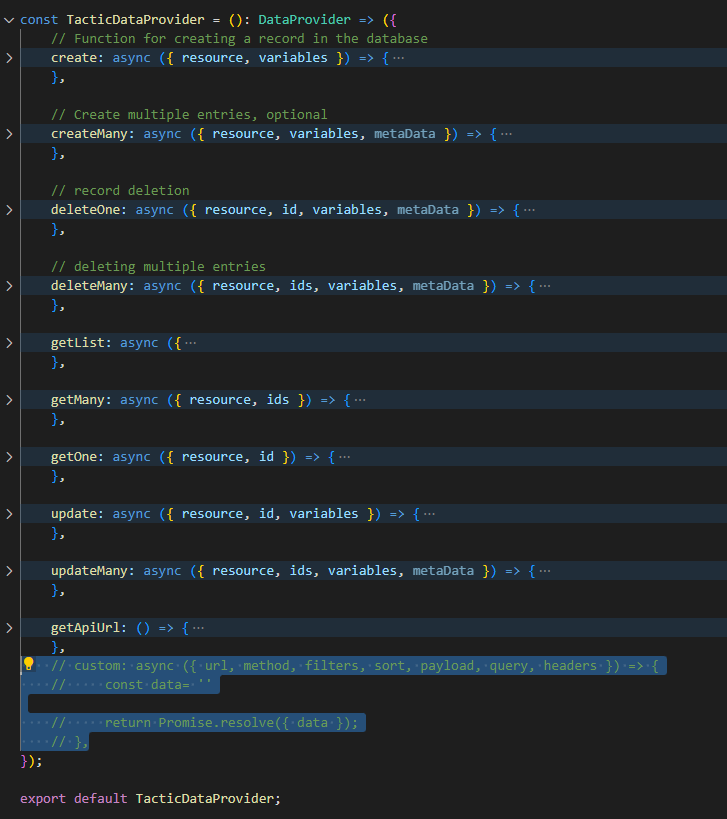 const TacticDataProvider = (): DataProvider => ({
// Function for creating a record in the database
create: async ({ resource, variables }) => { ···
},
// Create multiple entries, optional
createMany: async ({ resource, variables, metaData }) => { ···
},
// record deletion
deleteOne: async ({ resource, id, variables, metaData }) => { ···
},
// deleting multiple entries
deleteMany: async ({ resource, ids, variables, metaData }) => { ···
},
getList: async ({ ···
},
getMany: async ({ resource, ids }) => { ···
},
getOne: async ({ resource, id }) => { ···
},
update: async ({ resource, id, variables }) => { ···
},
updateMany: async ({ resource, ids, variables, metaData }) => { ···
},
getApiUrl: () => { ···
},
// custom: async ({ url, method, filters, sort, payload, query, headers }) => {
//     const data= ''
//     return Promise.resolve({ data });
// },
});
export default TacticDataProvider;